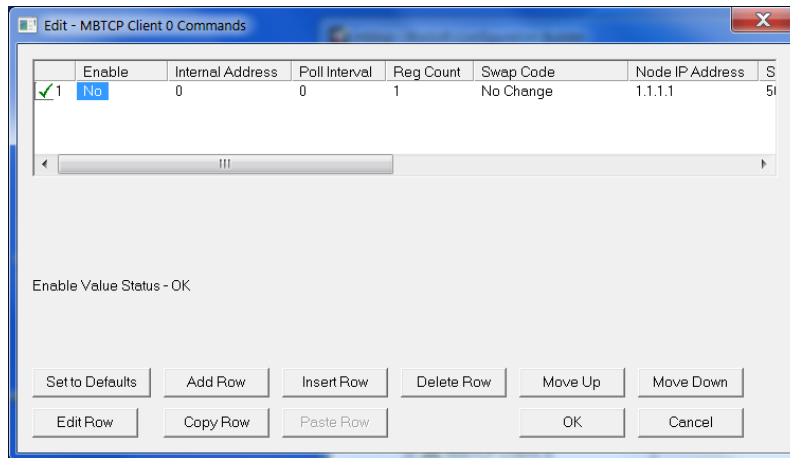 Edit - MBTCP Client 0 Commands
Enable Internal Address Poll Interval Reg Count Swap Code Node IP Address S
1 No 0 0 1 No Change 1.1.1.1 50
Enable Value Status - OK
Set to Defaults Add Row Insert Row Delete Row Move Up Move Down
Edit Row Copy Row Paste Row OK Cancel